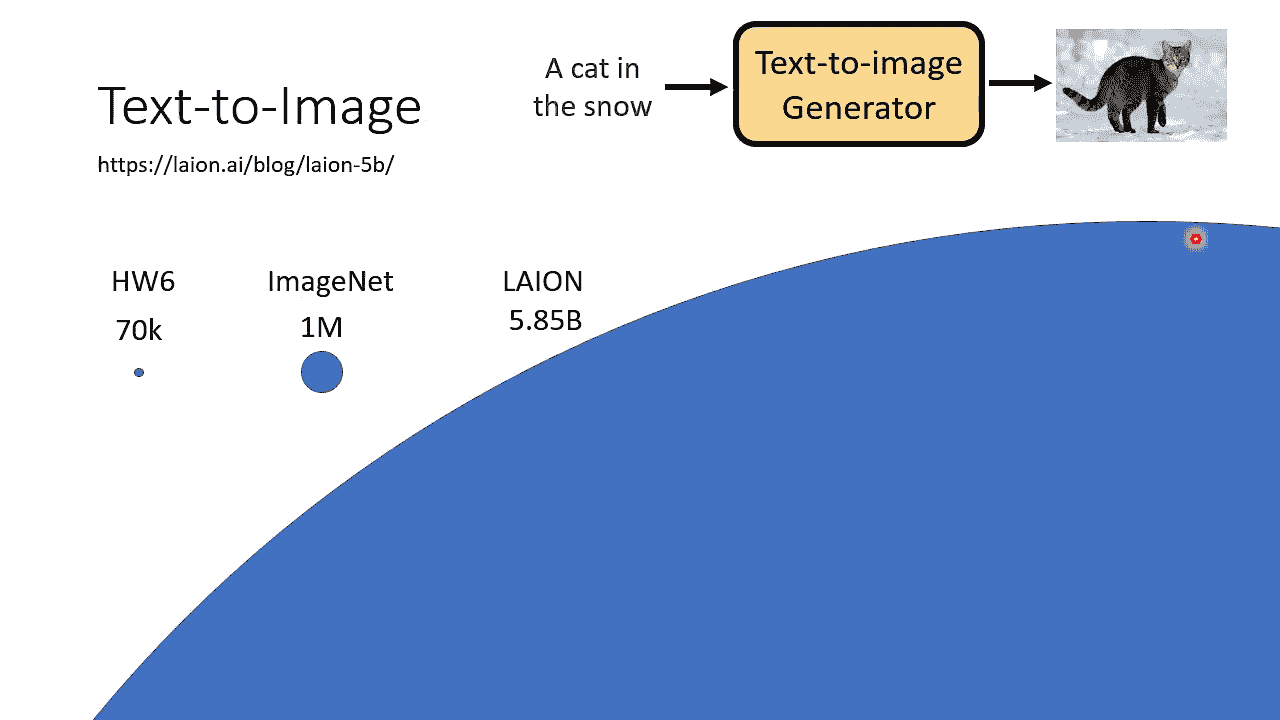 Text-to-Image
https://laion.ai/blog/laion-5b/
A cat in
the snow
Text-to-image
Generator
HW6
70k
ImageNet
1M
LAION
5.85B